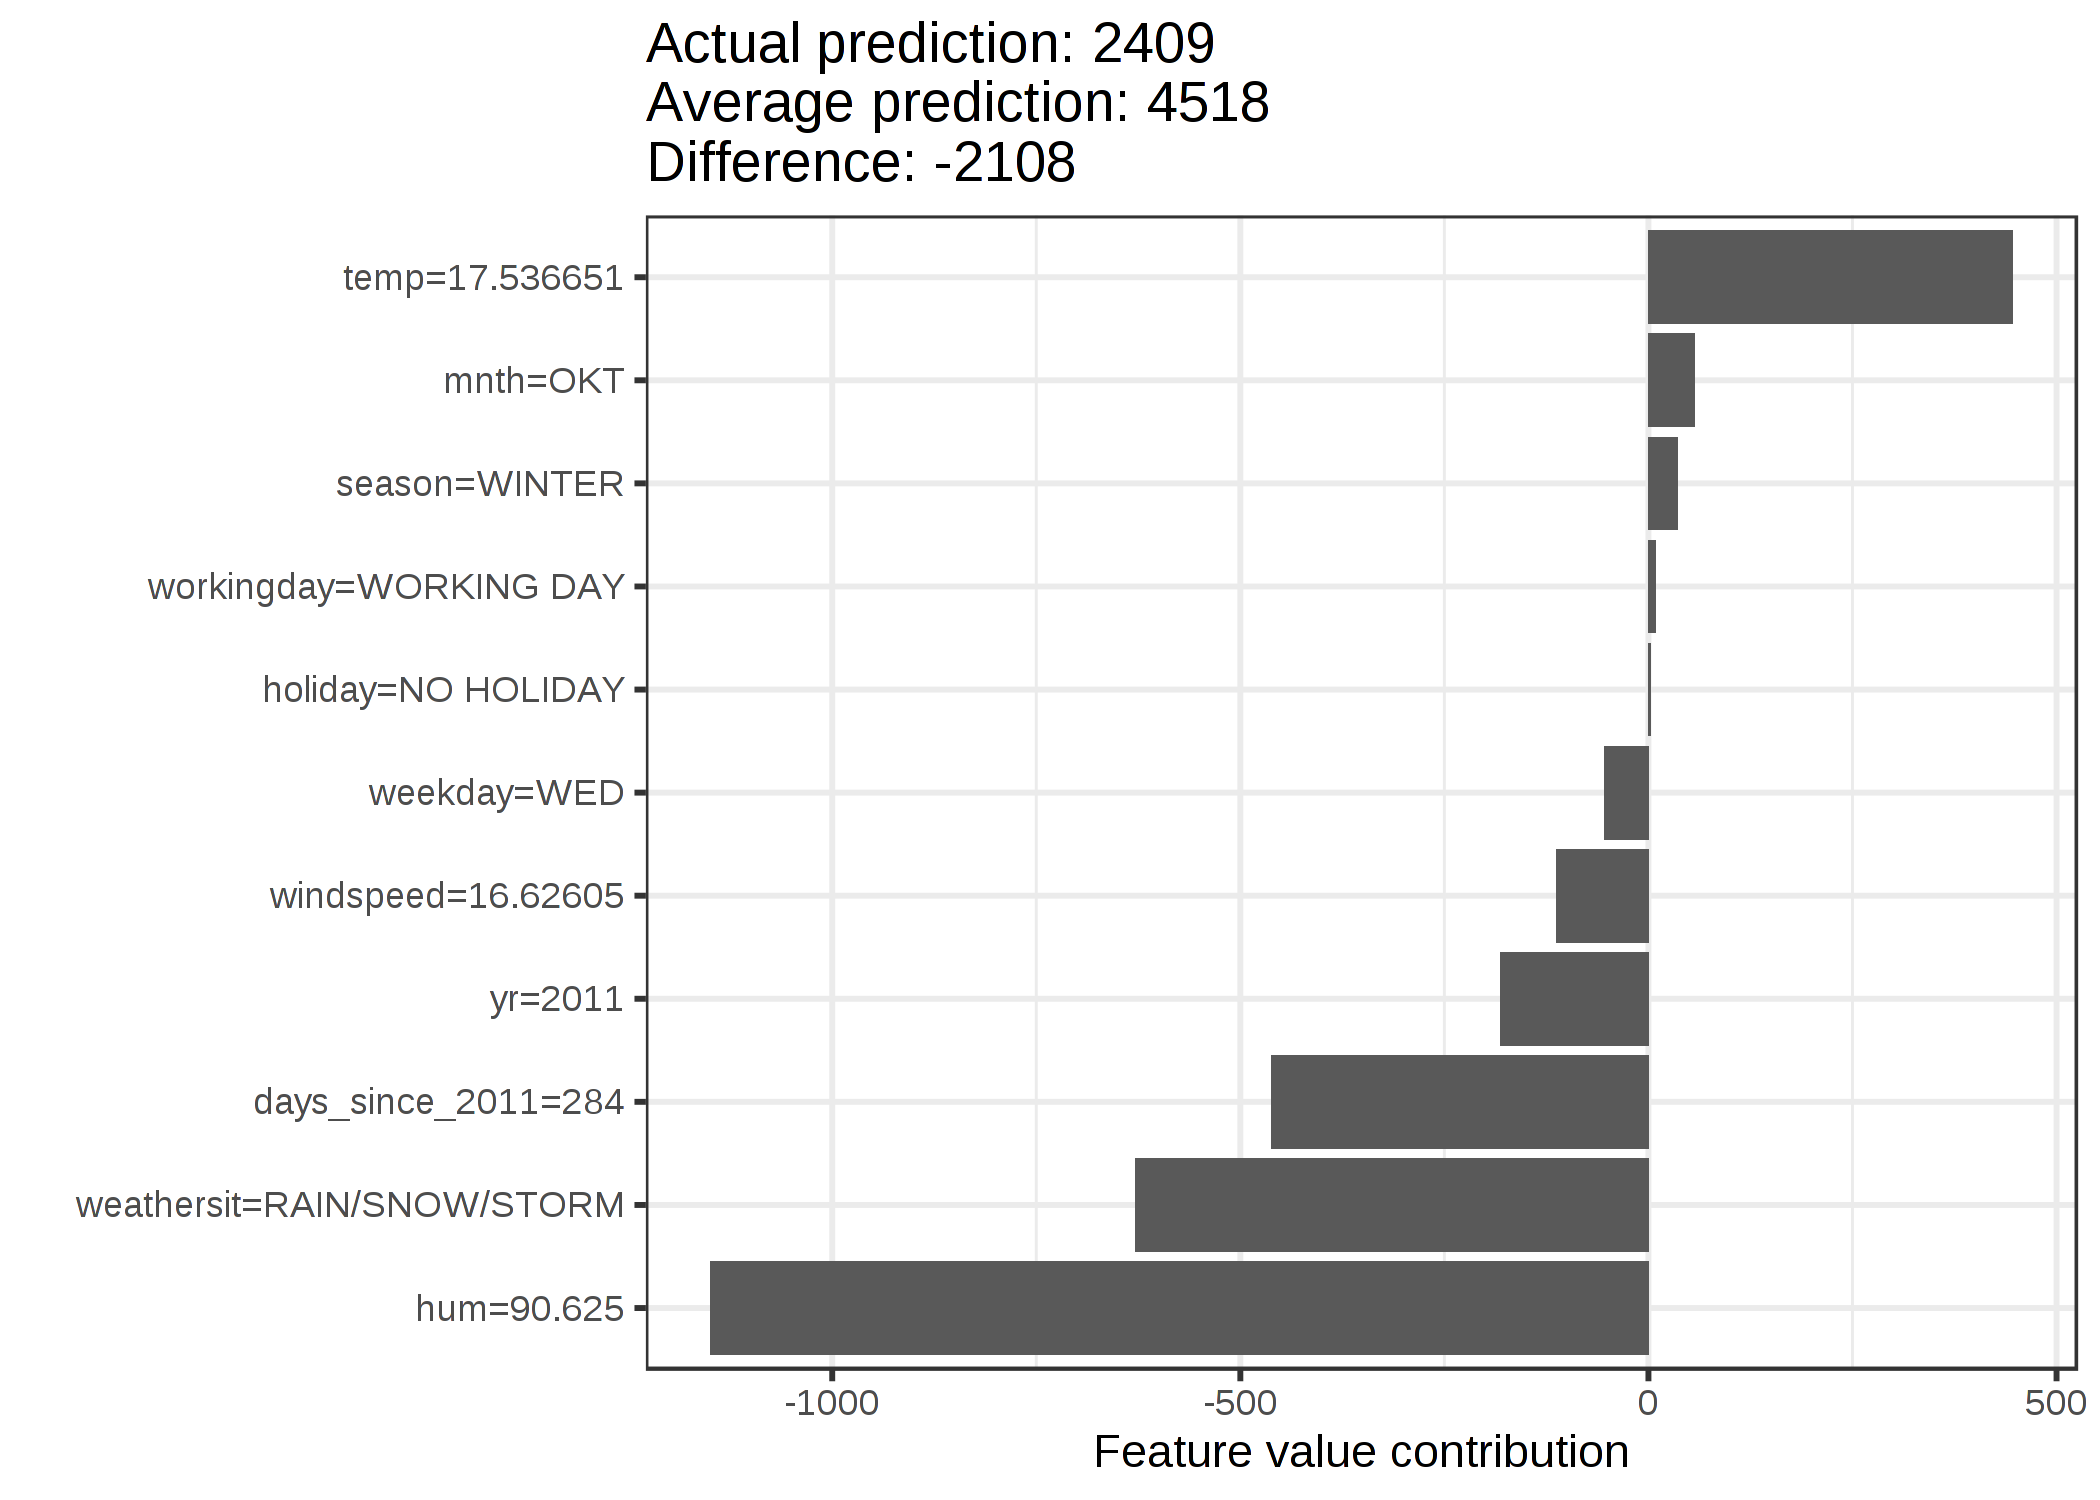 Actual prediction: 2409
Average prediction: 4518
Difference: -2108
temp=17.536651
mnth=OKT
season=WINTER
workingday=WORKING DAY
holiday=NO HOLIDAY
weekday=WED
windspeed=16.62605
yr=2011
days_since_2011=284
weathersit=RAIN/SNOW/STORM
hum=90.625
-1000 -500 0 500
Feature value contribution